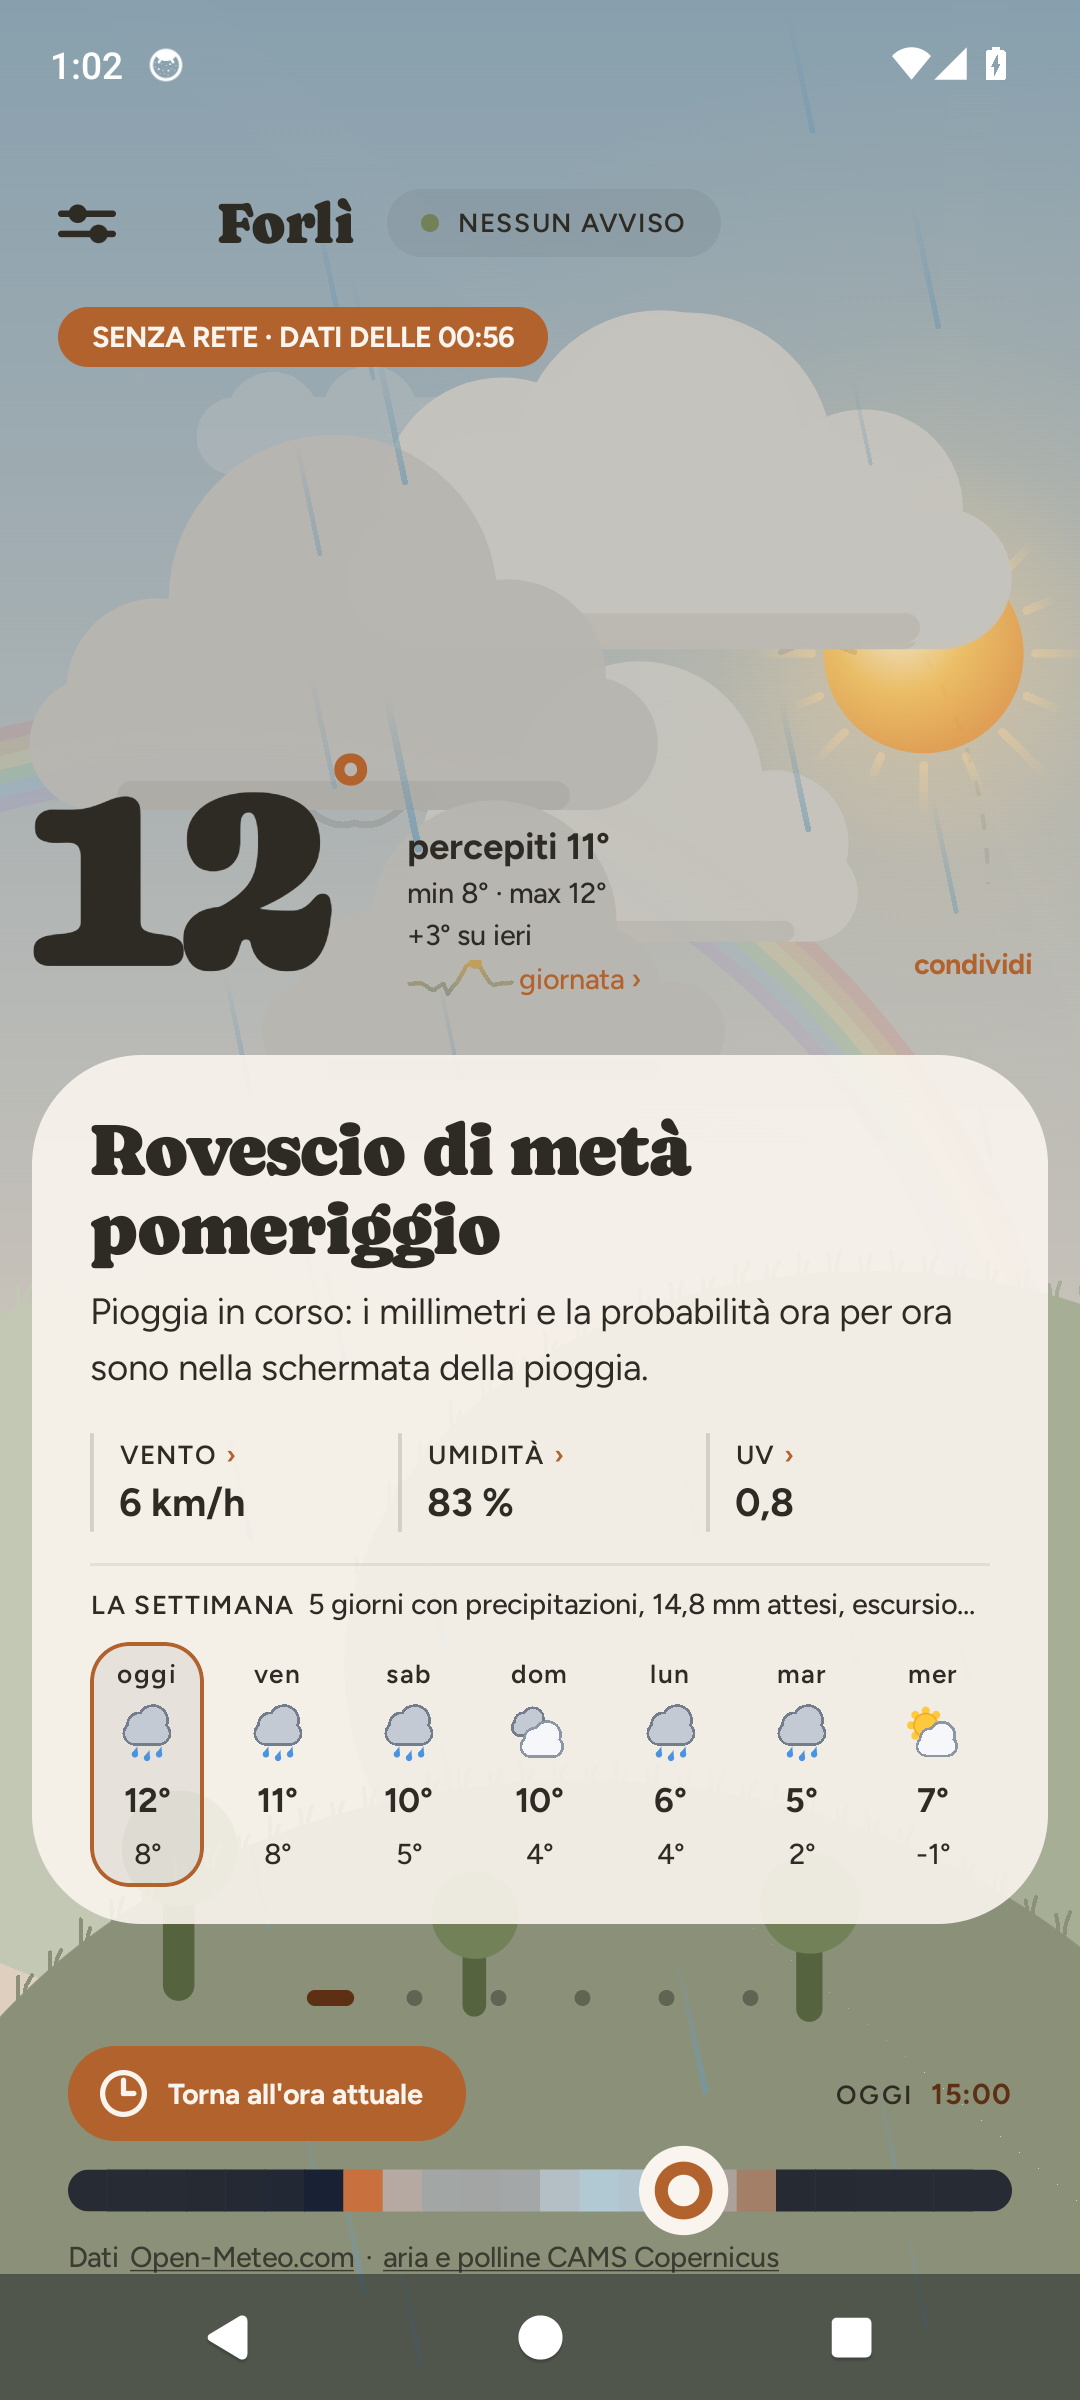 1:02
Forlì
NESSUN AVVISO
SENZA RETE · DATI DELLE 00:56
12
percepiti 11°
min 8° · max 12°
+3° su ieri
giornata ›
condividi
Rovescio di metà
pomeriggio
Pioggia in corso: i millimetri e la probabilità ora per ora
sono nella schermata della pioggia.
VENTO › UMIDITÀ › UV ›
6 km/h 83 % 0,8
LA SETTIMANA 5 giorni con precipitazioni, 14,8 mm attesi, escursio...
oggi ven sab dom lun mar mer
12° 11° 10° 10° 6° 5° 7°
8° 8° 5° 4° 4° 2° -1°
Torna all'ora attuale
OGGI 15:00
Dati Open-Meteo.com · aria e polline CAMS Copernicus